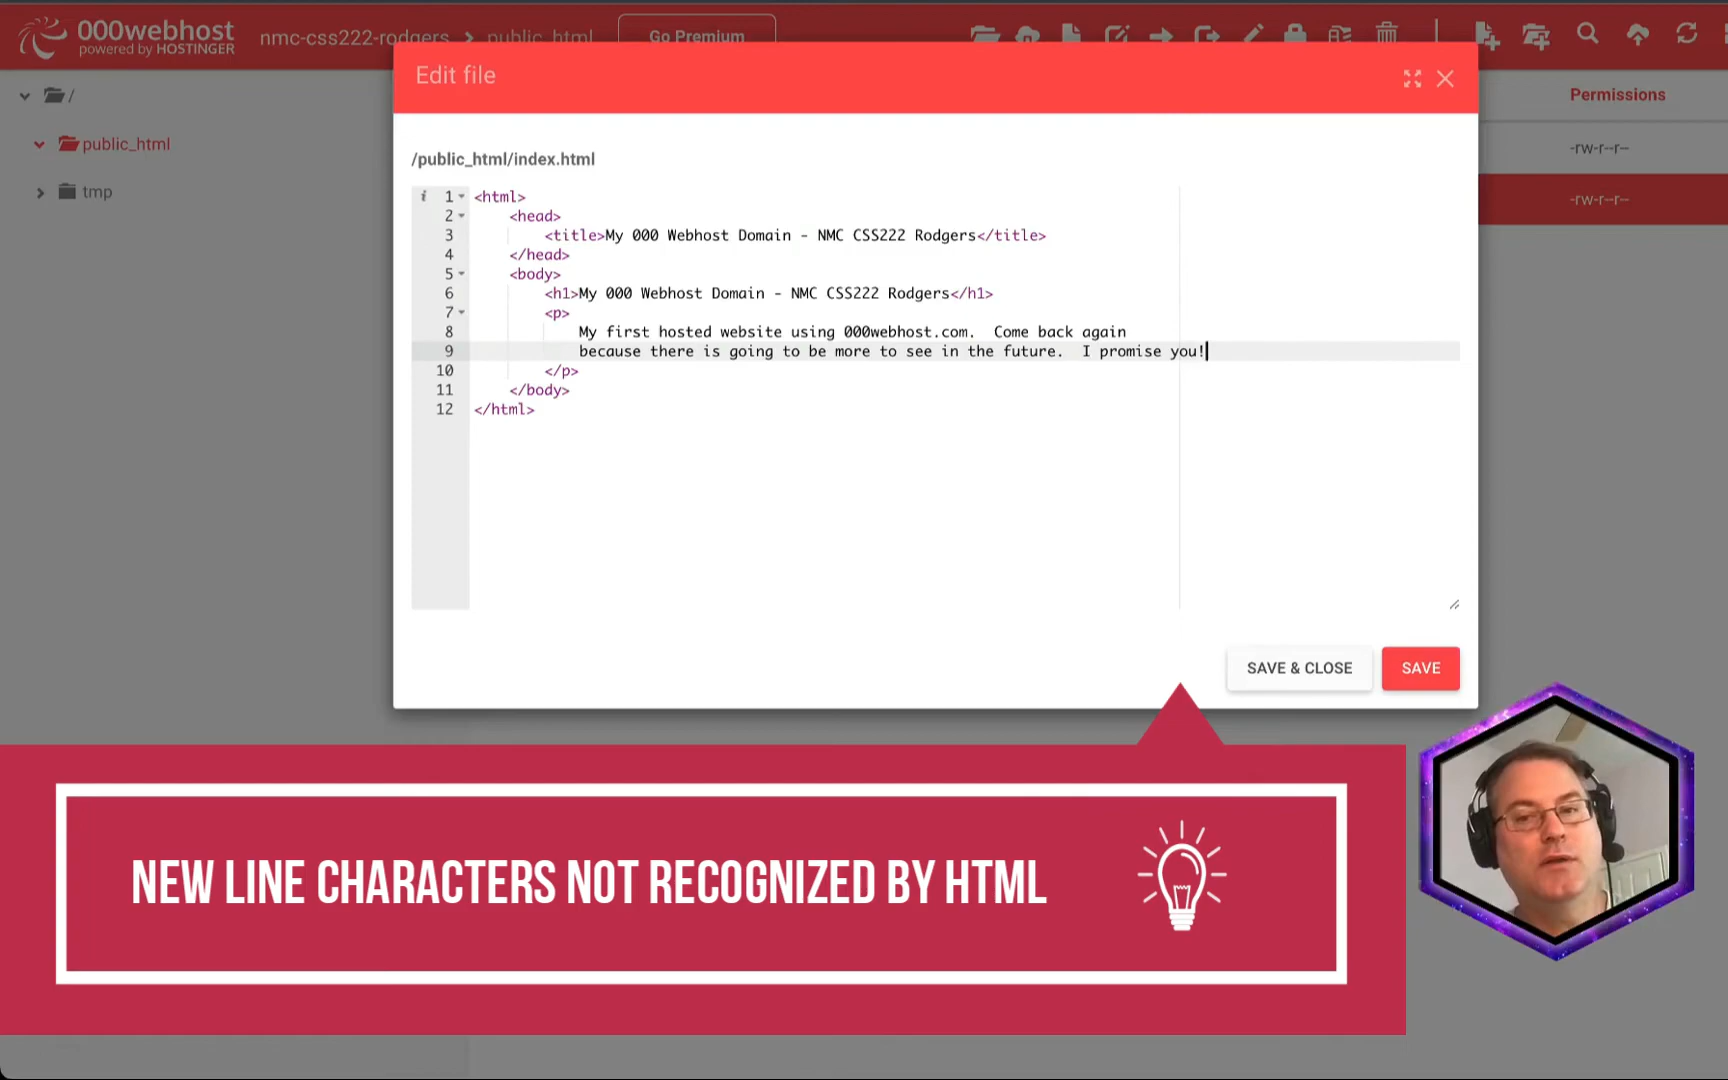 000webhost
powered by HOSTINGER
nmc-css222-rodgers > public_html
Go Premium
Edit file
/
public_html
tmp
Permissions
-rw-r--r--
-rw-r--r--
/public_html/index.html
i 1 <html>
2 <head>
3 <title>My 000 Webhost Domain - NMC CSS222 Rodgers</title>
4 </head>
5 <body>
6 <h1>My 000 Webhost Domain - NMC CSS222 Rodgers</h1>
7 <p>
8 My first hosted website using 000webhost.com.  Come back again
9 because there is going to be more to see in the future.  I promise you!
10 </p>
11 </body>
12 </html>
SAVE & CLOSE
SAVE
NEW LINE CHARACTERS NOT RECOGNIZED BY HTML